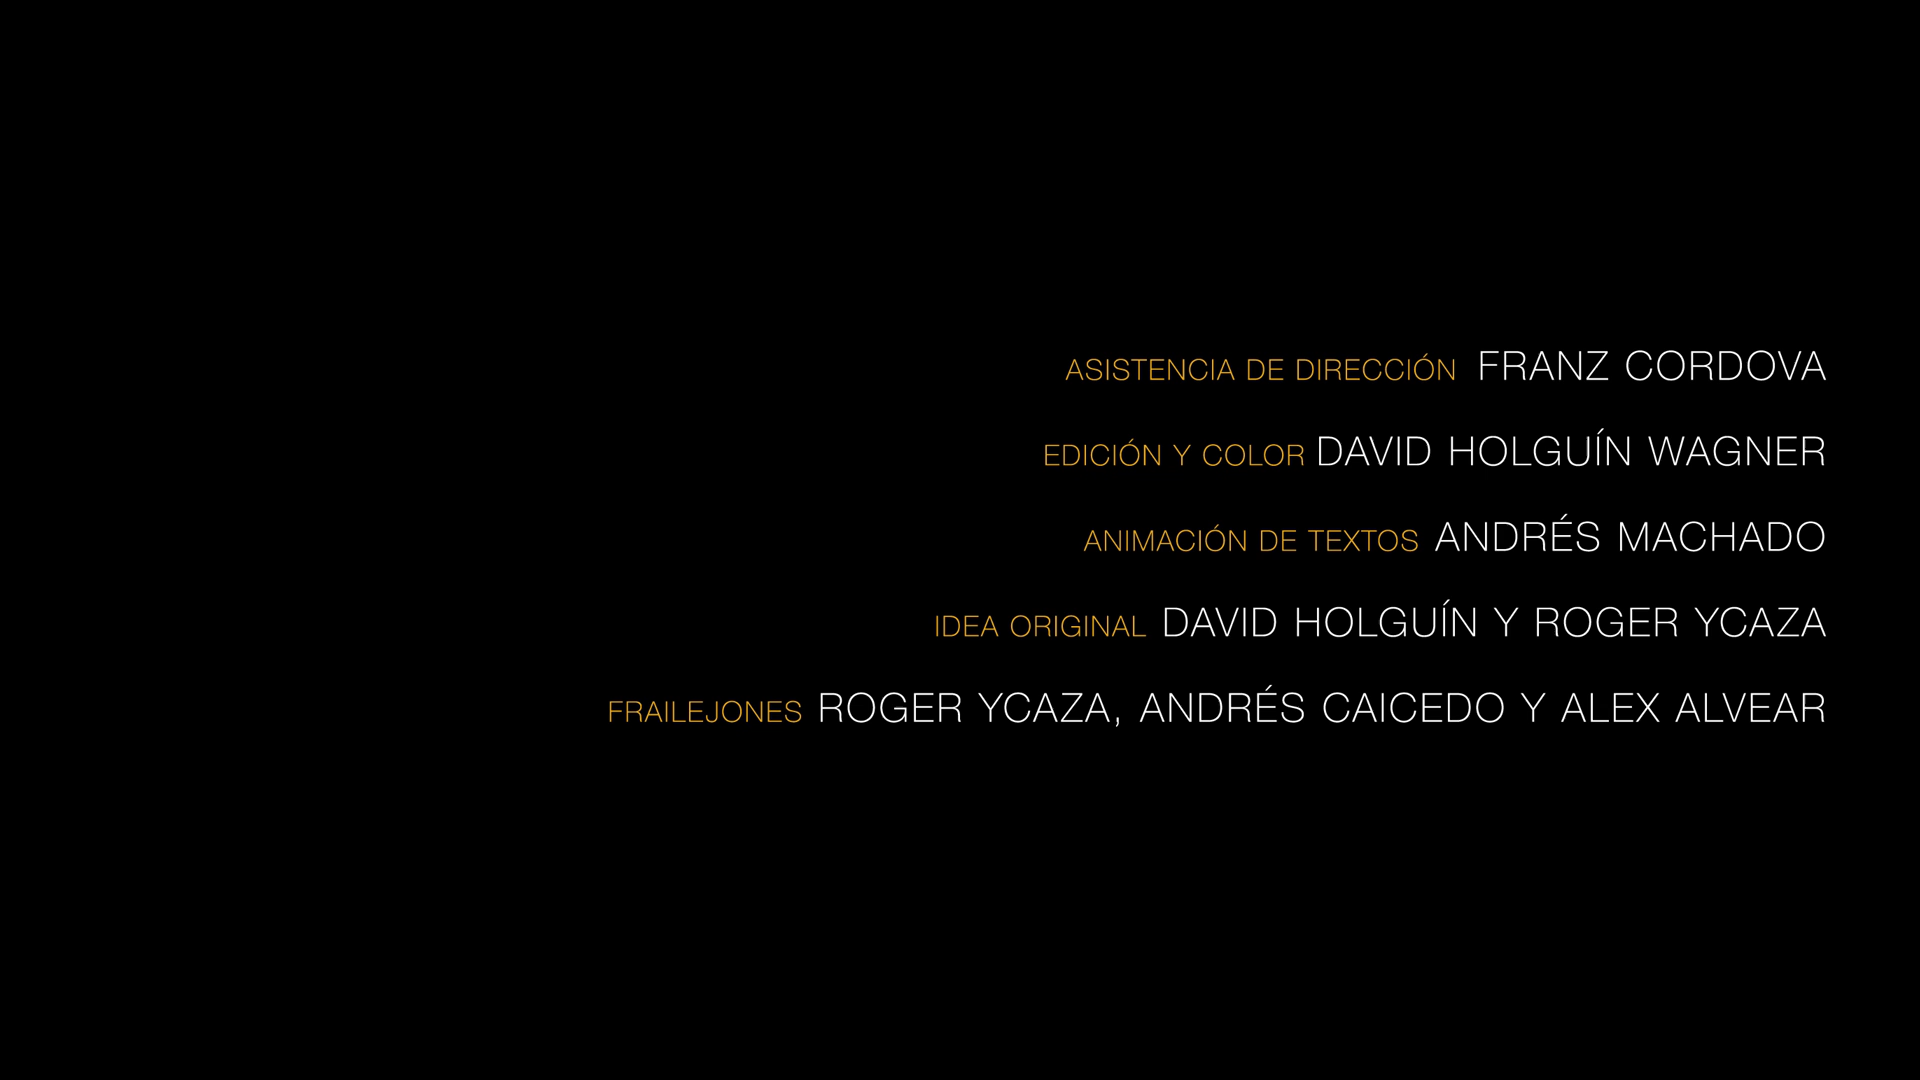 ASISTENCIA DE DIRECCIÓN FRANZ CORDOVA
EDICIÓN Y COLOR DAVID HOLGUÍN WAGNER
ANIMACIÓN DE TEXTOS ANDRÉS MACHADO
IDEA ORIGINAL DAVID HOLGUÍN Y ROGER YCAZA
FRAILEJONES ROGER YCAZA, ANDRÉS CAICEDO Y ALEX ALVEAR